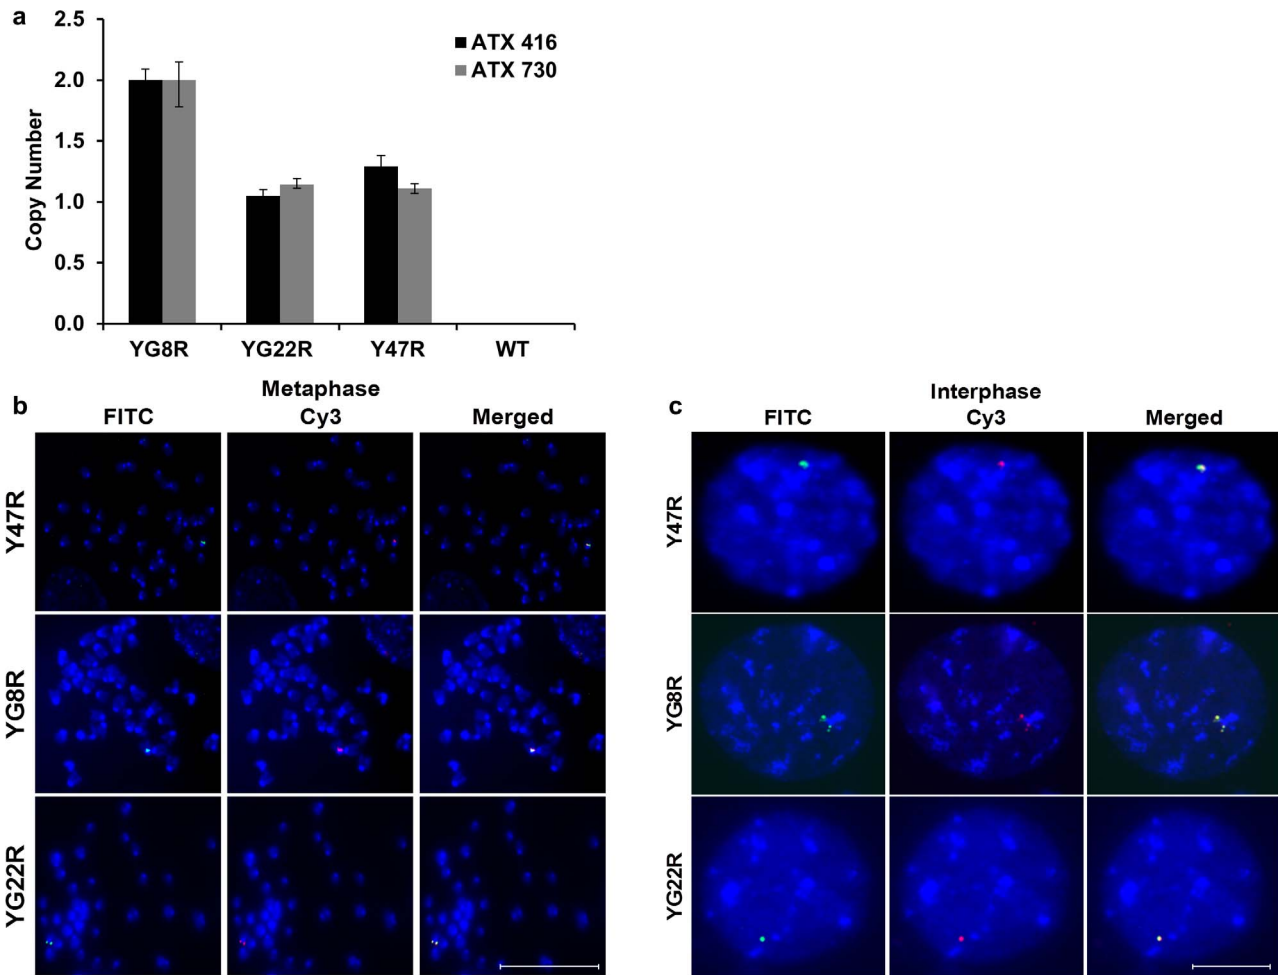 a
2.5
2.0
1.5
1.0
0.5
0.0
Copy Number
ATX 416
ATX 730
YG8R YG22R Y47R WT
b
Metaphase
FITC Cy3 Merged
Y47R
YG8R
YG22R
c
Interphase
FITC Cy3 Merged
Y47R
YG8R
YG22R